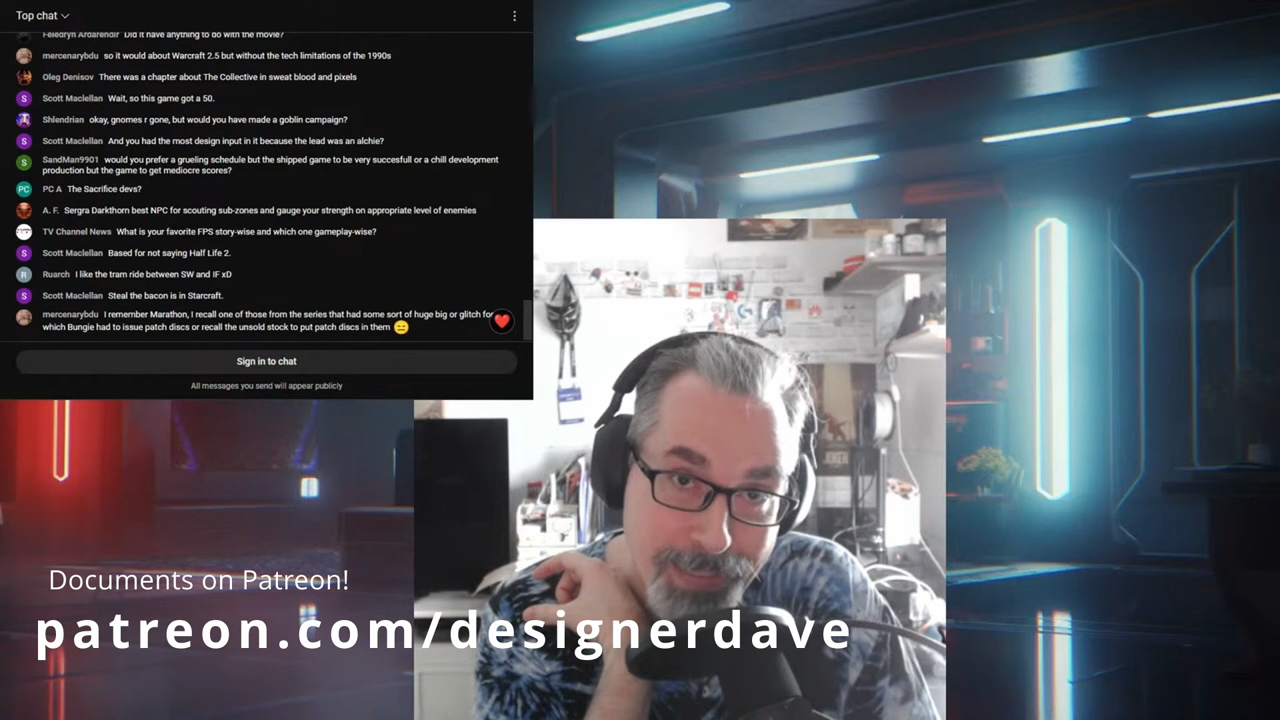 Top chat
Feledryn Ardarendir Did it have anything to do with the movie?
mercenarybdu so it would about Warcraft 2.5 but without the tech limitations of the 1990s
Oleg Denisov There was a chapter about The Collective in sweat blood and pixels
S Scott Maclellan Wait, so this game got a 50.
Shlendrian okay, gnomes r gone, but would you have made a goblin campaign?
S Scott Maclellan And you had the most design input in it because the lead was an alchie?
S SandMan9901 would you prefer a grueling schedule but the shipped game to be very succesfull or a chill development
production but the game to get mediocre scores?
PC PC A The Sacrifice devs?
A. F. Sergra Darkthorn best NPC for scouting sub-zones and gauge your strength on appropriate level of enemies
TV Channel News What is your favorite FPS story-wise and which one gameplay-wise?
S Scott Maclellan Based for not saying Half Life 2.
R Ruarch I like the tram ride between SW and IF xD
S Scott Maclellan Steal the bacon is in Starcraft.
mercenarybdu I remember Marathon, I recall one of those from the series that had some sort of huge big or glitch for
which Bungie had to issue patch discs or recall the unsold stock to put patch discs in them 😑
Sign in to chat
All messages you send will appear publicly
JOKER
Documents on Patreon!
patreon.com/designerdave